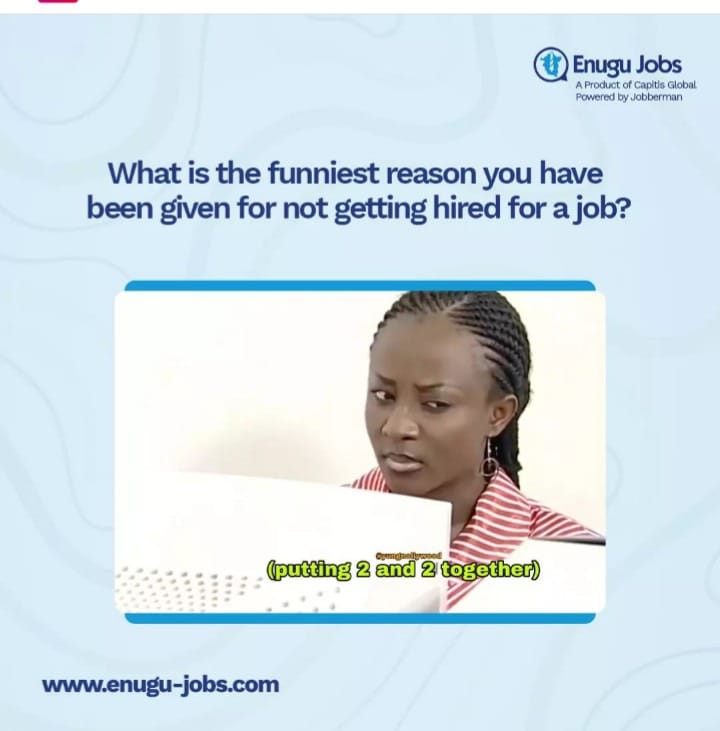 Enugu Jobs
A Product of Capitis Global
Powered by Jobberman
What is the funniest reason you have
been given for not getting hired for a job?
@yungnollywood
(putting 2 and 2 together)
www.enugu-jobs.com